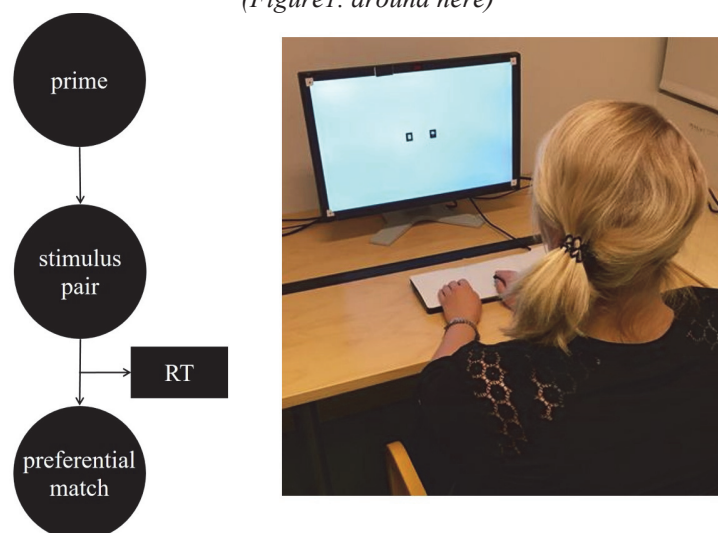 (Figure1: around here)
prime
stimulus
pair
RT
preferential
match